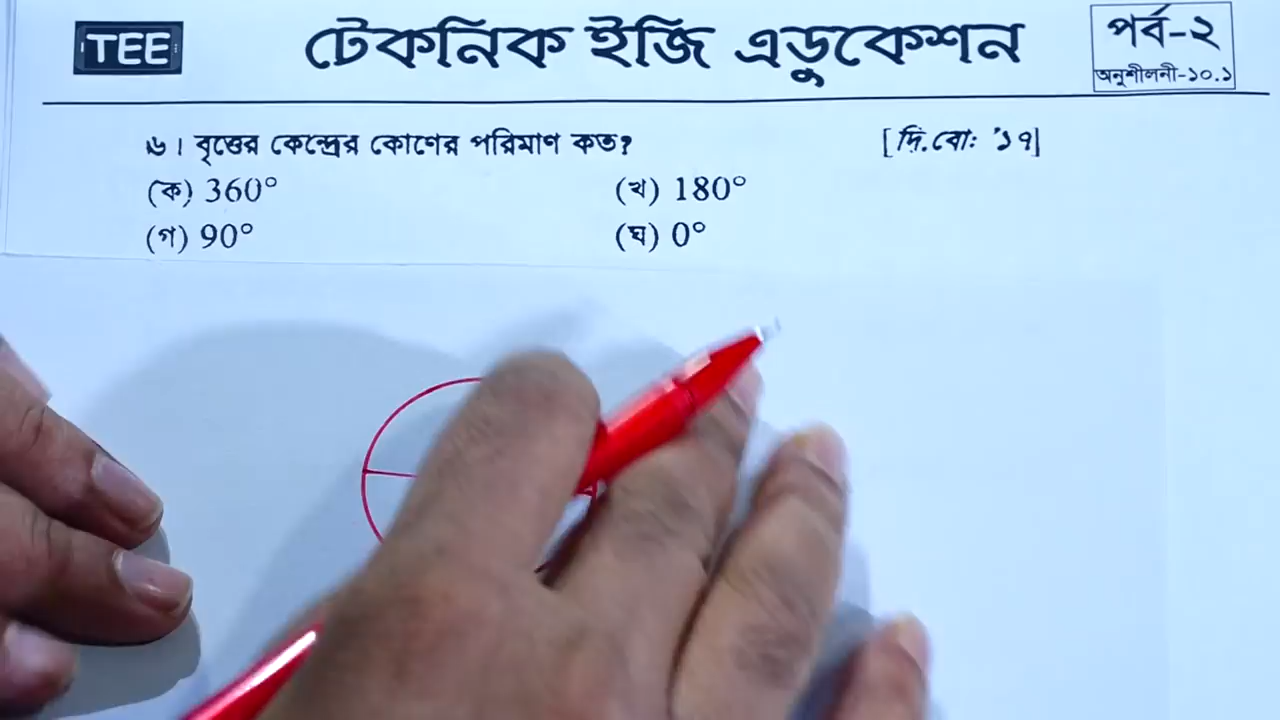 TEE টেকনিক ইজি এডুকেশন পর্ব-২
অনুশীলনী-১০.১
৬। বৃত্তের কেন্দ্রের কোণের পরিমাণ কত? [দি.বো: '১৭]
(ক) 360° (খ) 180°
(গ) 90° (ঘ) 0°